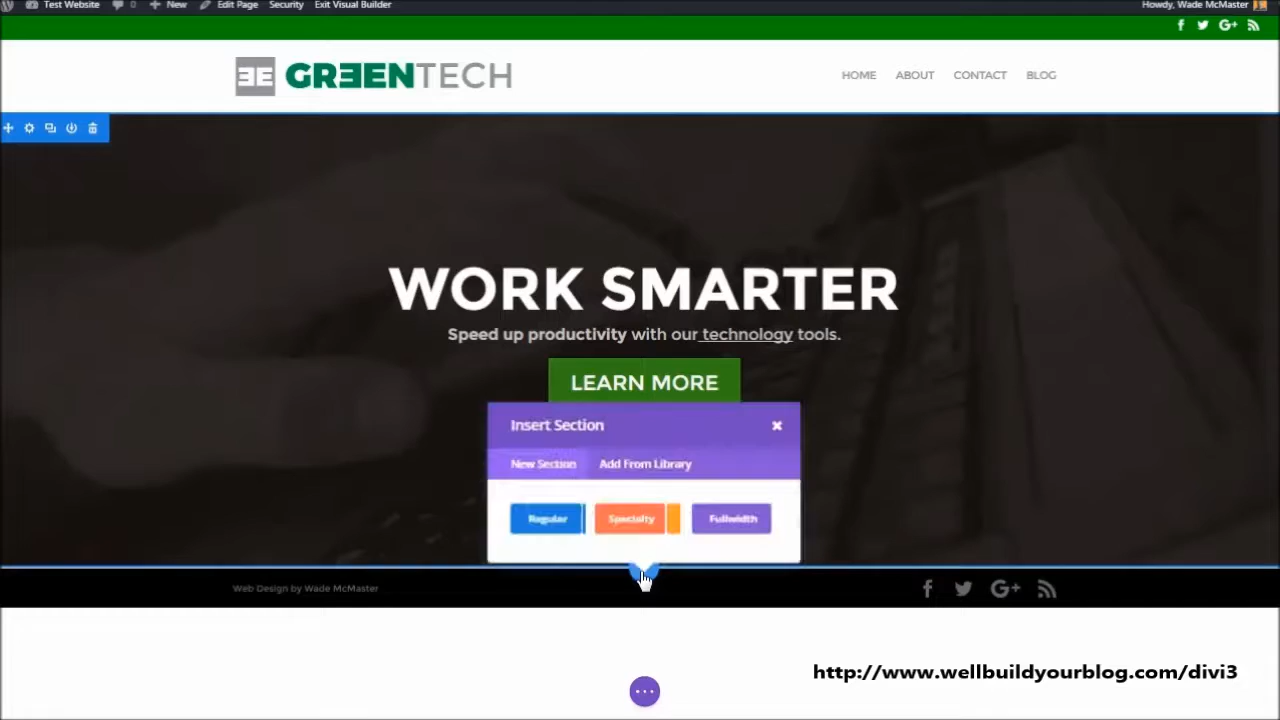 Test Website 0 New Edit Page Security Exit Visual Builder Howdy, Wade McMaster
GREENTECH
HOME ABOUT CONTACT BLOG
WORK SMARTER
Speed up productivity with our technology tools.
LEARN MORE
Insert Section
New Section Add From Library
Regular Specialty Fullwidth
Web Design by Wade McMaster
http://www.wellbuildyourblog.com/divi3